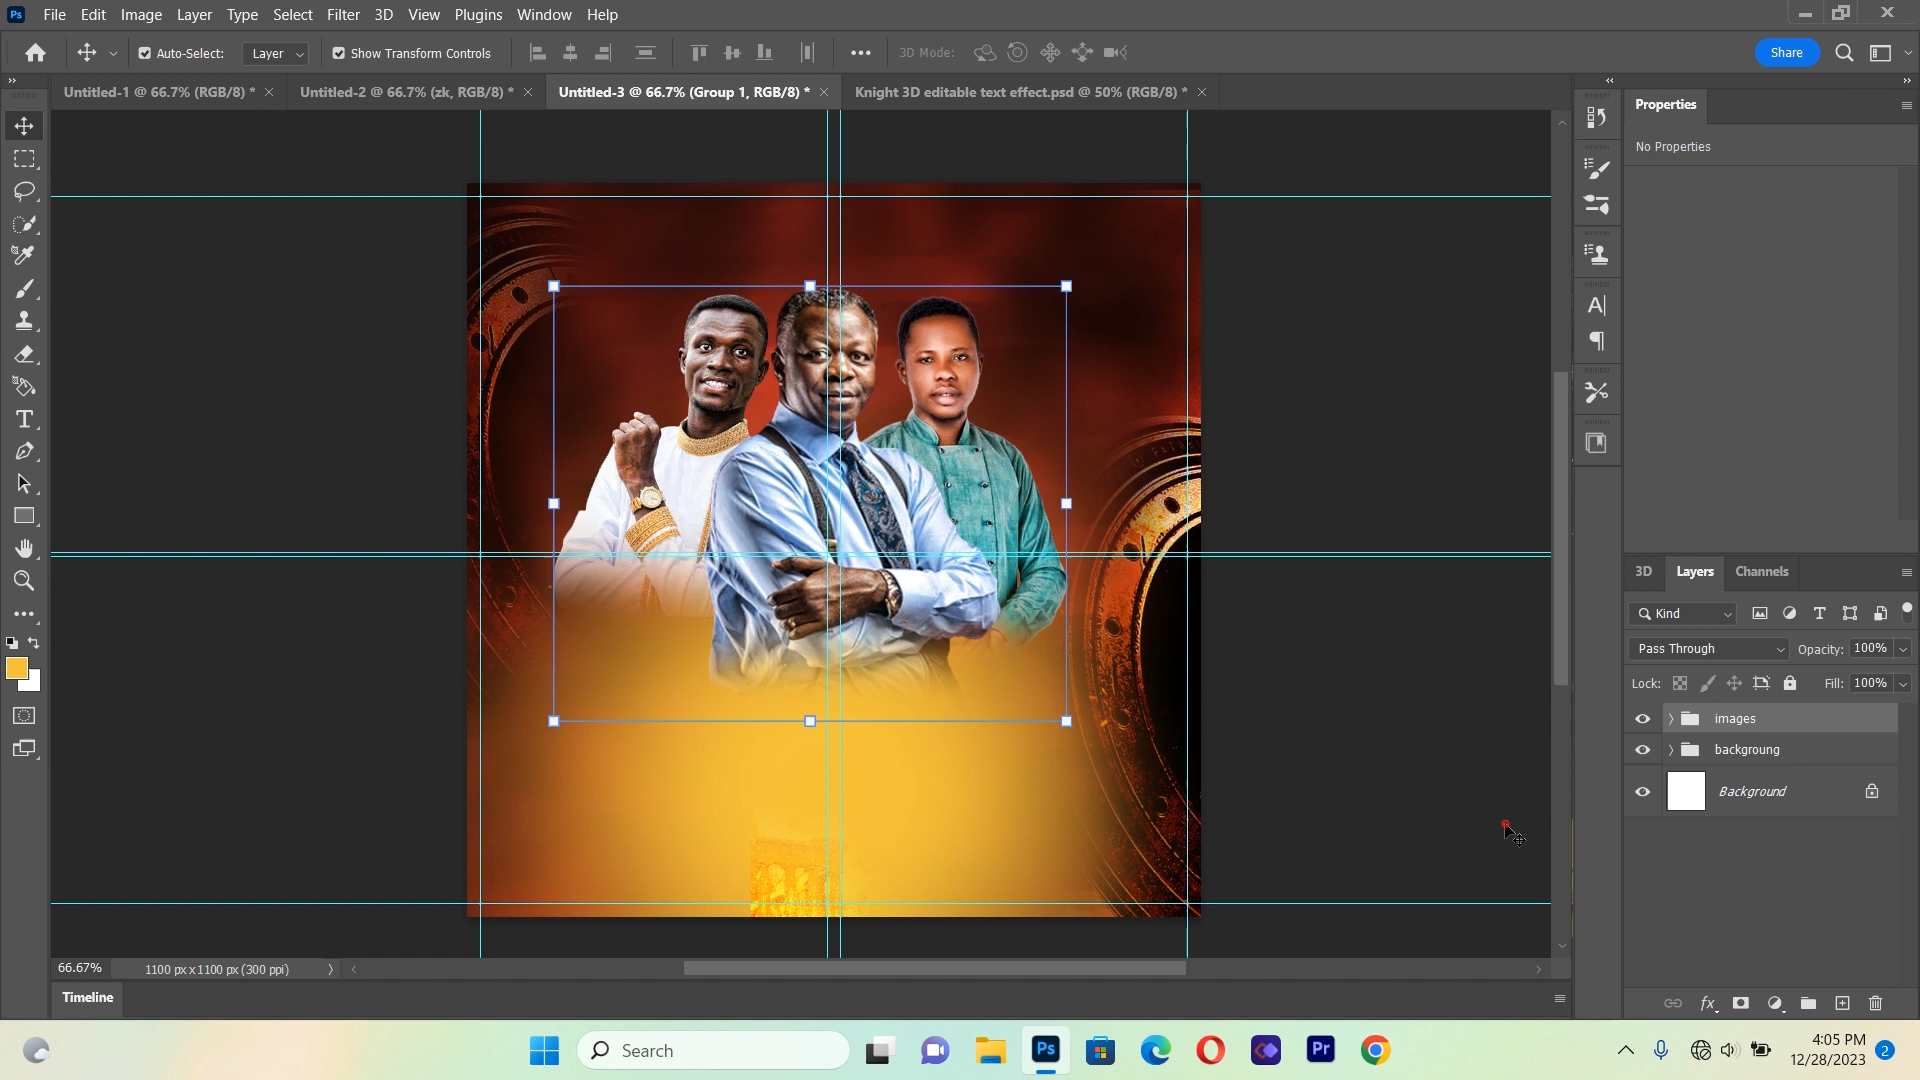 Ps File Edit Image Layer Type Select Filter 3D View Plugins Window Help
Auto-Select: Layer Show Transform Controls 3D Mode: Share
Untitled-1 @ 66.7% (RGB/8) * Untitled-2 @ 66.7% (zk, RGB/8) * Untitled-3 @ 66.7% (Group 1, RGB/8) * Knight 3D editable text effect.psd @ 50% (RGB/8) *
Properties
No Properties
3D Layers Channels
Kind
Pass Through Opacity: 100%
Lock: Fill: 100%
images
backgroung
Background
66.67% 1100 px x 1100 px (300 ppi)
Timeline
Search Ps Pr
4:05 PM
12/28/2023 2